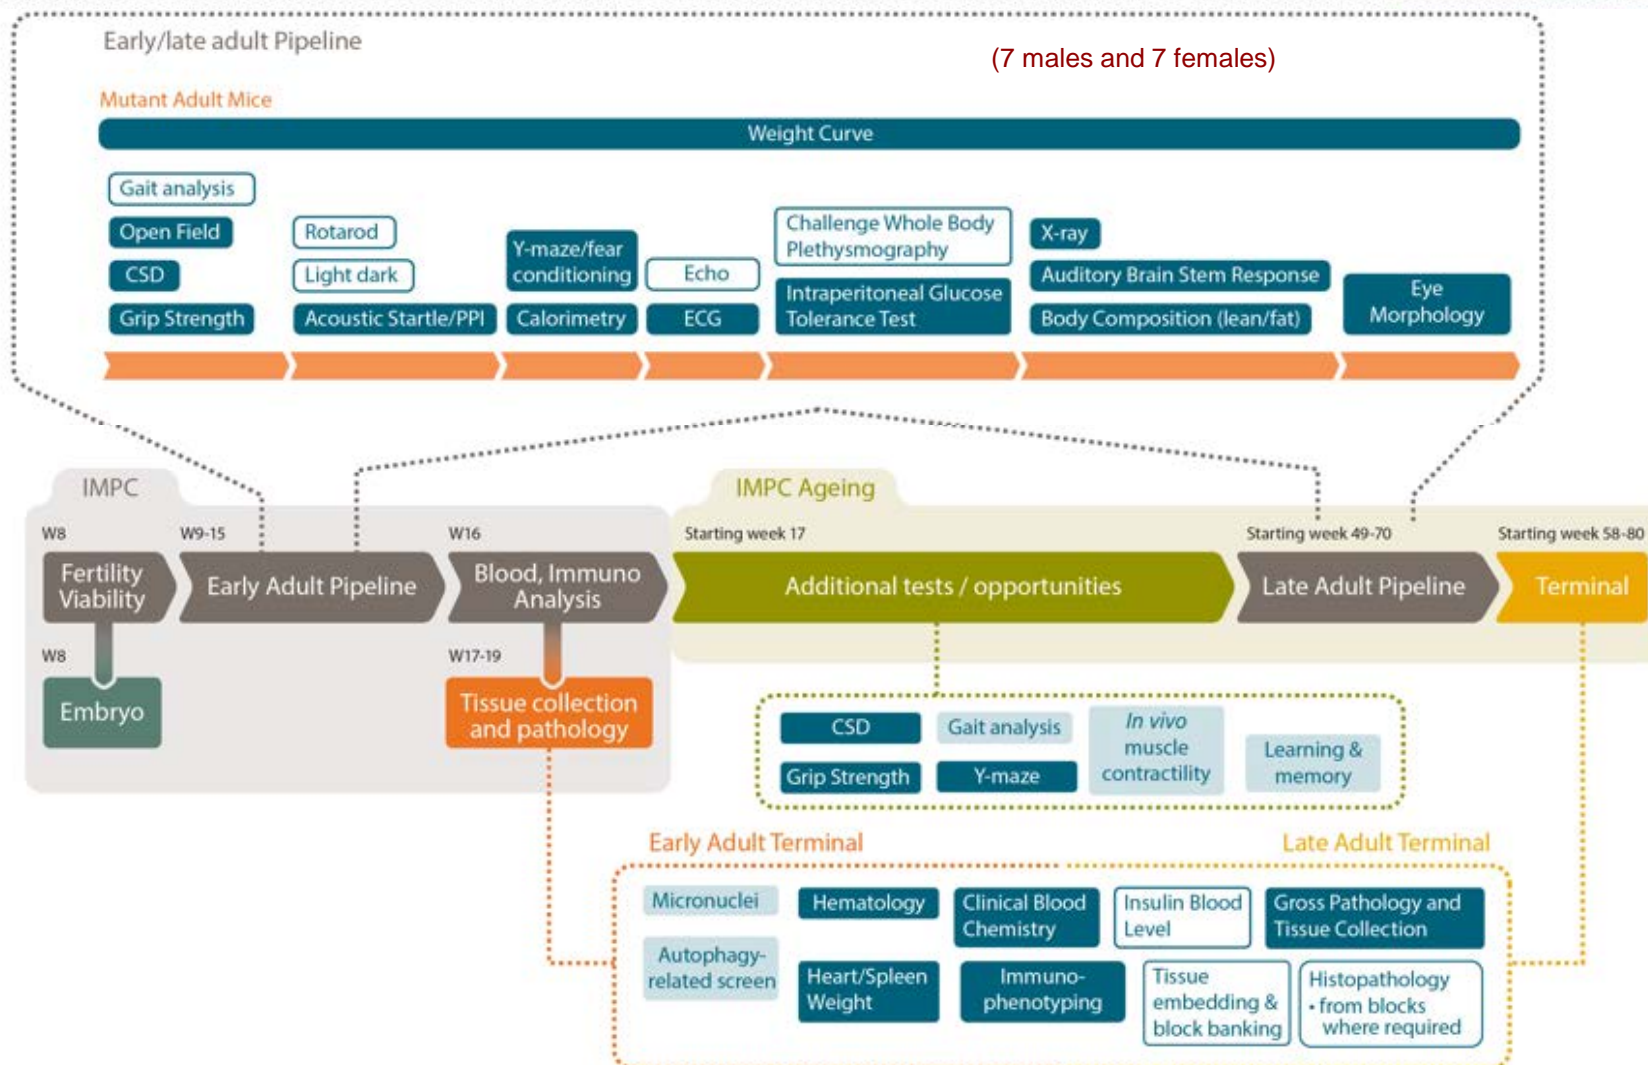 Early/late adult Pipeline
(7 males and 7 females)
Mutant Adult Mice
Weight Curve
Gait analysis
Open Field
CSD
Grip Strength
Rotarod
Light dark
Acoustic Startle/PPI
Y-maze/fear
conditioning
Calorimetry
Echo
ECG
Challenge Whole Body
Plethysmography
Intraperitoneal Glucose
Tolerance Test
X-ray
Auditory Brain Stem Response
Body Composition (lean/fat)
Eye
Morphology
IMPC
IMPC Ageing
W8
Fertility
Viability
W9-15
Early Adult Pipeline
W16
Blood, Immuno
Analysis
Starting week 17
Additional tests / opportunities
Starting week 49-70
Late Adult Pipeline
Starting week 58-80
Terminal
W8
Embryo
W17-19
Tissue collection
and pathology
CSD
Grip Strength
Gait analysis
Y-maze
In vivo
muscle
contractility
Learning &
memory
Early Adult Terminal
Late Adult Terminal
Micronuclei
Autophagy-
related screen
Hematology
Heart/Spleen
Weight
Clinical Blood
Chemistry
Immuno-
phenotyping
Insulin Blood
Level
Tissue
embedding &
block banking
Gross Pathology and
Tissue Collection
Histopathology
• from blocks
where required